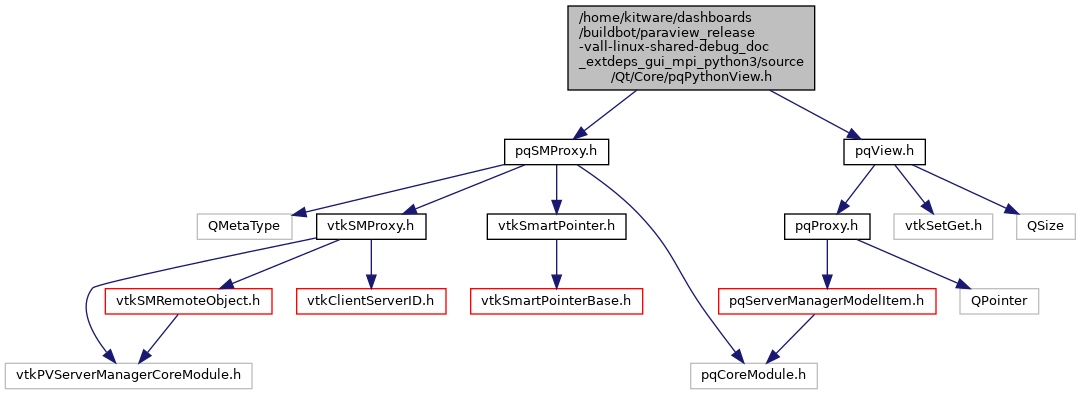 /home/kitware/dashboards
/buildbot/paraview_release
-vall-linux-shared-debug_doc
_extdeps_gui_mpi_python3/source
/Qt/Core/pqPythonView.h
pqSMProxy.h
pqView.h
QMetaType
vtkSMProxy.h
vtkSmartPointer.h
pqProxy.h
vtkSetGet.h
QSize
vtkSMRemoteObject.h
vtkClientServerID.h
vtkSmartPointerBase.h
pqServerManagerModelItem.h
QPointer
vtkPVServerManagerCoreModule.h
pqCoreModule.h